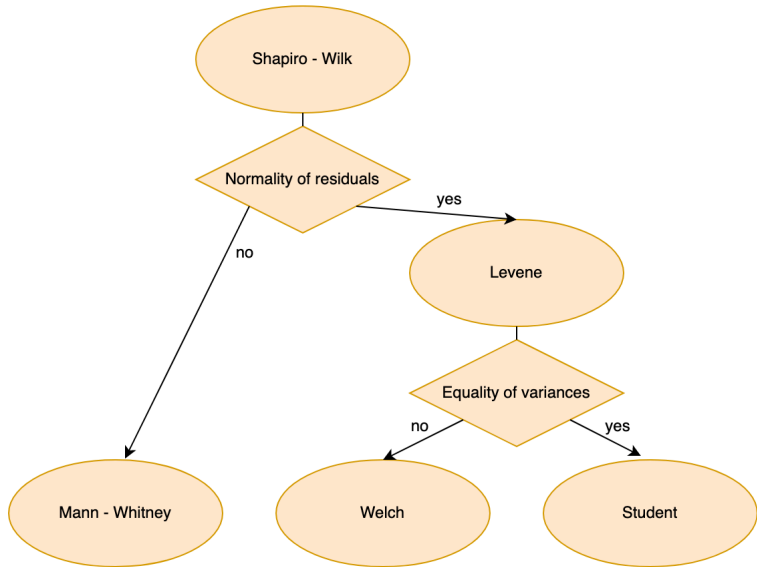 Shapiro - Wilk
Normality of residuals
yes
no
Levene
Equality of variances
no
yes
Mann - Whitney
Welch
Student